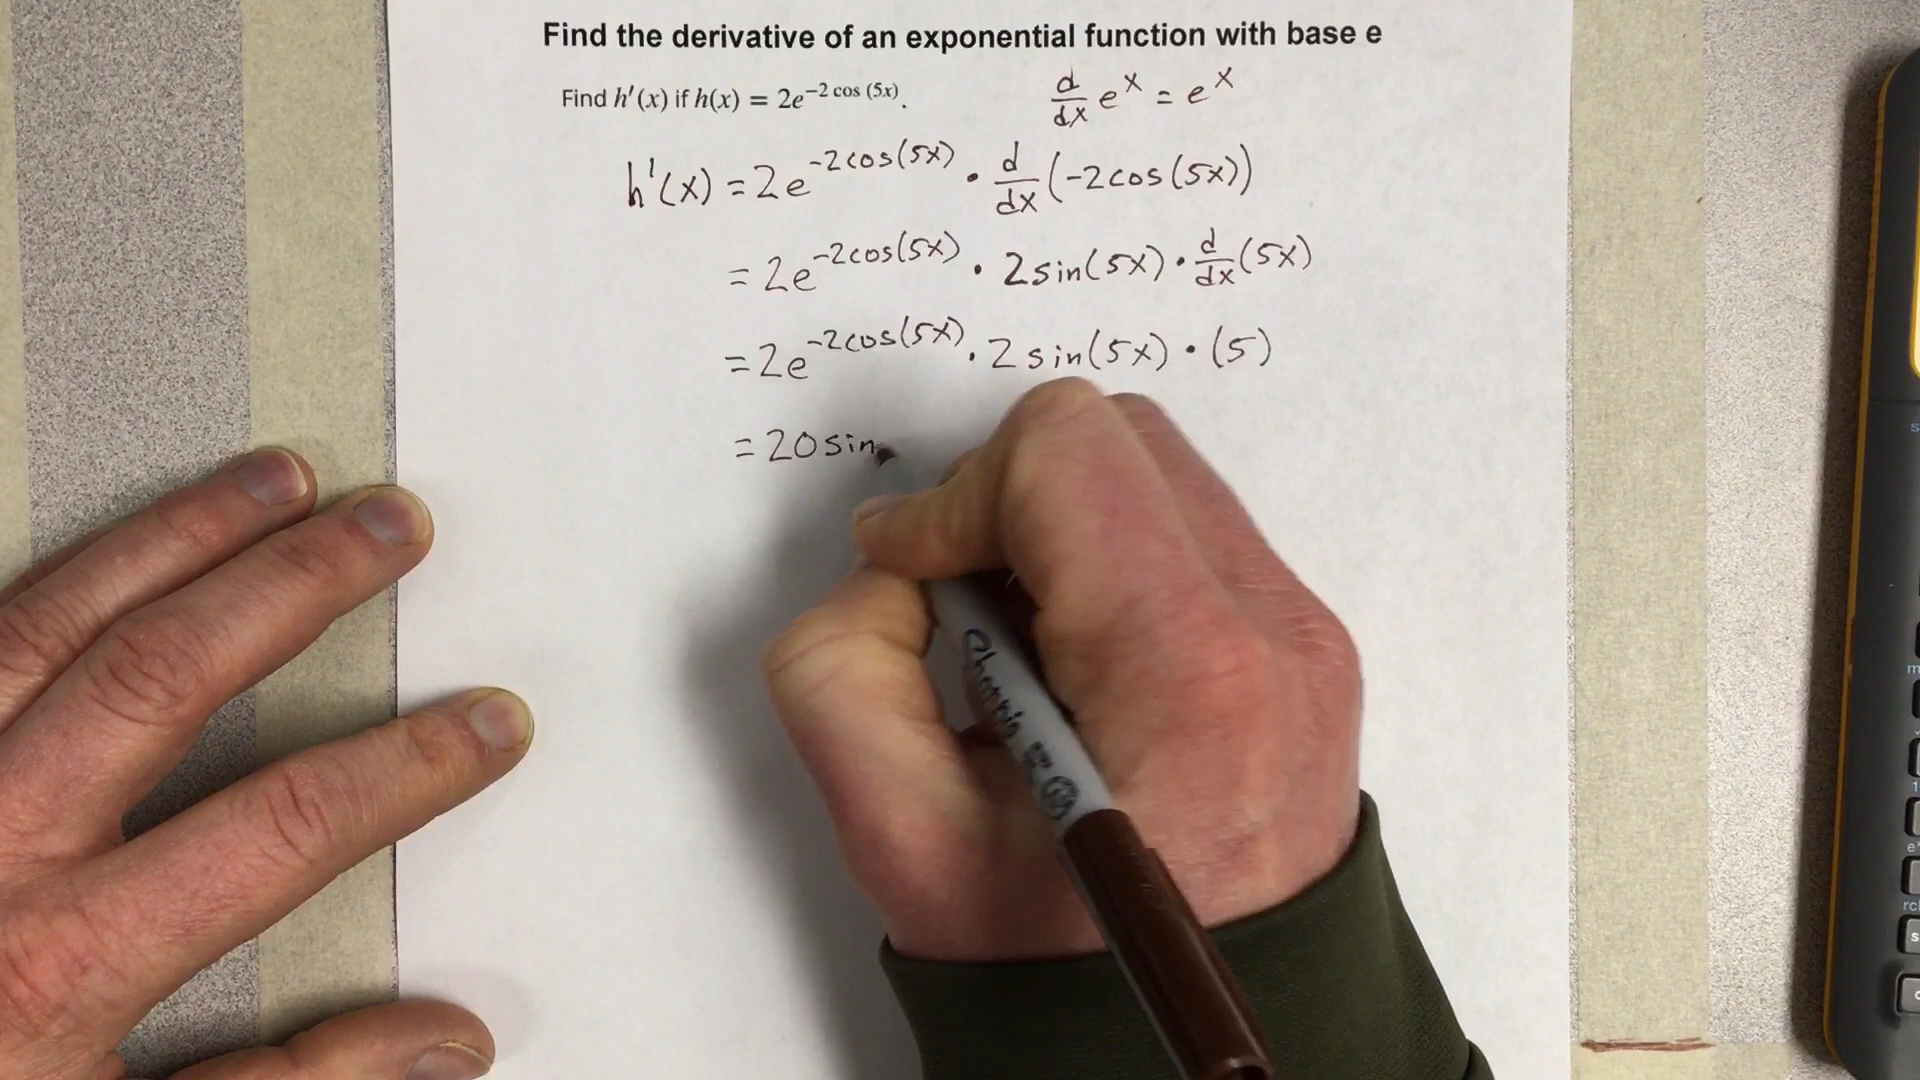 Find the derivative of an exponential function with base e
Find h′(x) if h(x) = 2e^{-2 cos (5x)}.
d/dx e^x = e^x
h'(x) = 2e^{-2cos(5x)} · d/dx (-2cos(5x))
= 2e^{-2cos(5x)} · 2sin(5x) · d/dx (5x)
= 2e^{-2cos(5x)} · 2sin(5x) · (5)
= 20sin
Sharpie